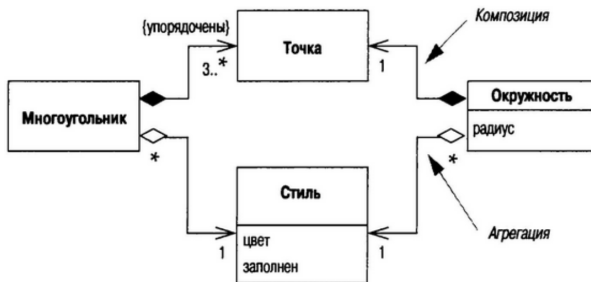 {упорядочены}
Композиция
Точка
3..*
1
Многоугольник
Окружность
радиус
*
*
Стиль
цвет
заполнен
1
1
Агрегация